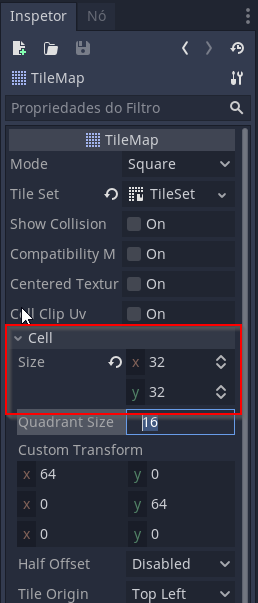 Inspetor Nó
TileMap
Propriedades do Filtro
TileMap
Mode Square
Tile Set TileSet
Show Collision On
Compatibility M On
Centered Textur On
Cell Clip Uv On
Cell
Size x 32
y 32
Quadrant Size 16
Custom Transform
x 64 y 0
x 0 y 64
x 0 y 0
Half Offset Disabled
Tile Origin Top Left